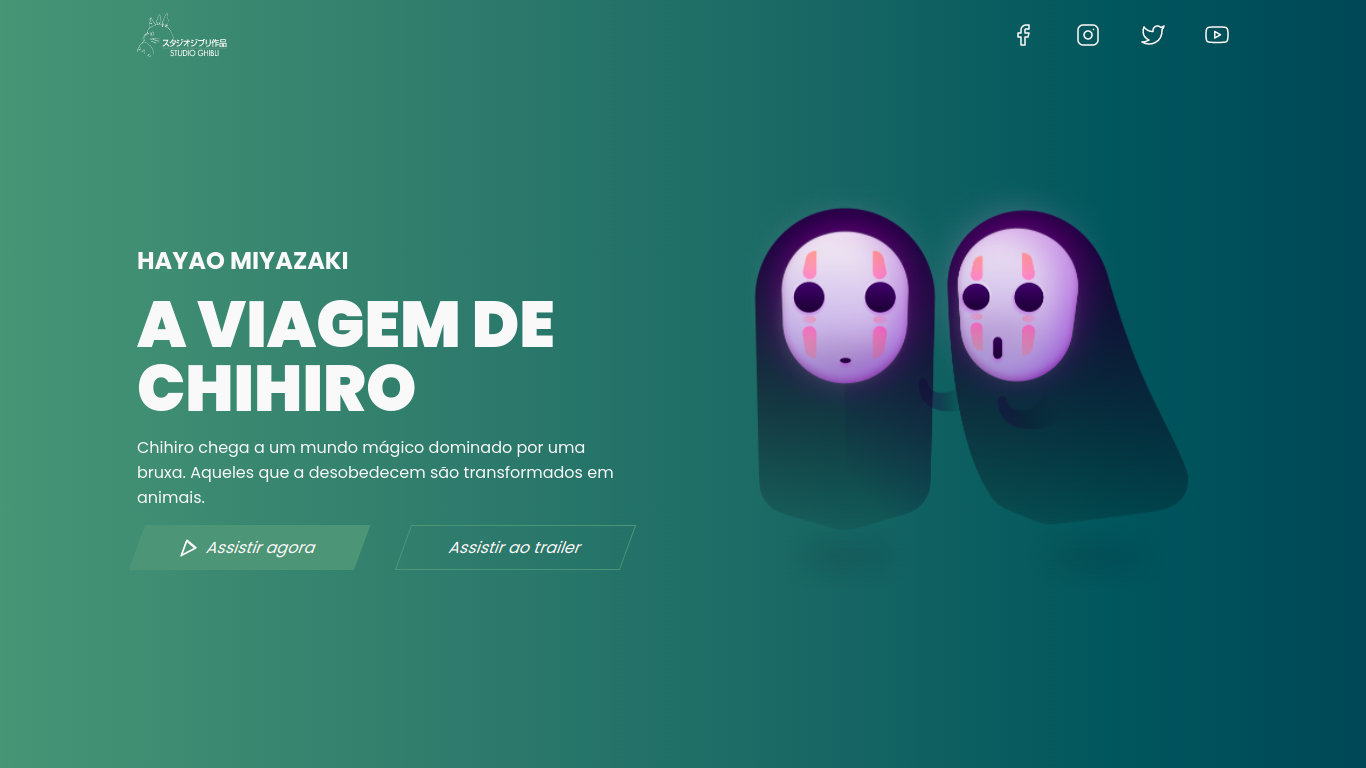 スタジオジブリ作品
STUDIO GHIBLI
HAYAO MIYAZAKI
A VIAGEM DE
CHIHIRO
Chihiro chega a um mundo mágico dominado por uma
bruxa. Aqueles que a desobedecem são transformados em
animais.
Assistir agora
Assistir ao trailer